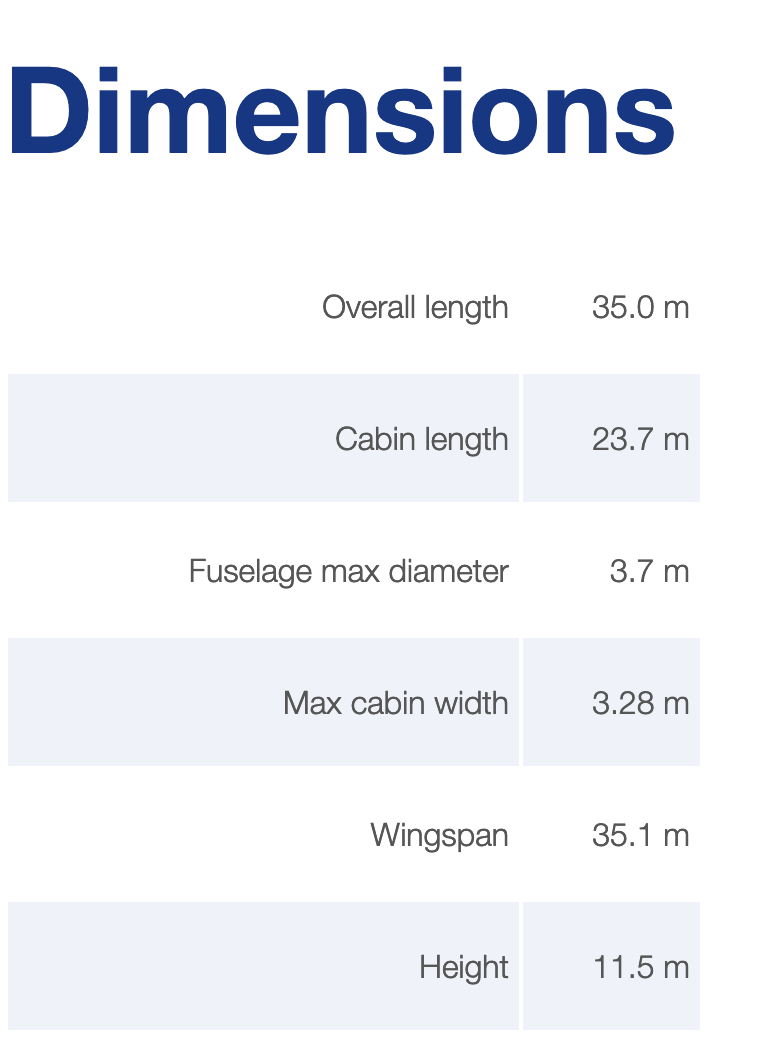 Dimensions
Overall length 35.0 m
Cabin length 23.7 m
Fuselage max diameter 3.7 m
Max cabin width 3.28 m
Wingspan 35.1 m
Height 11.5 m